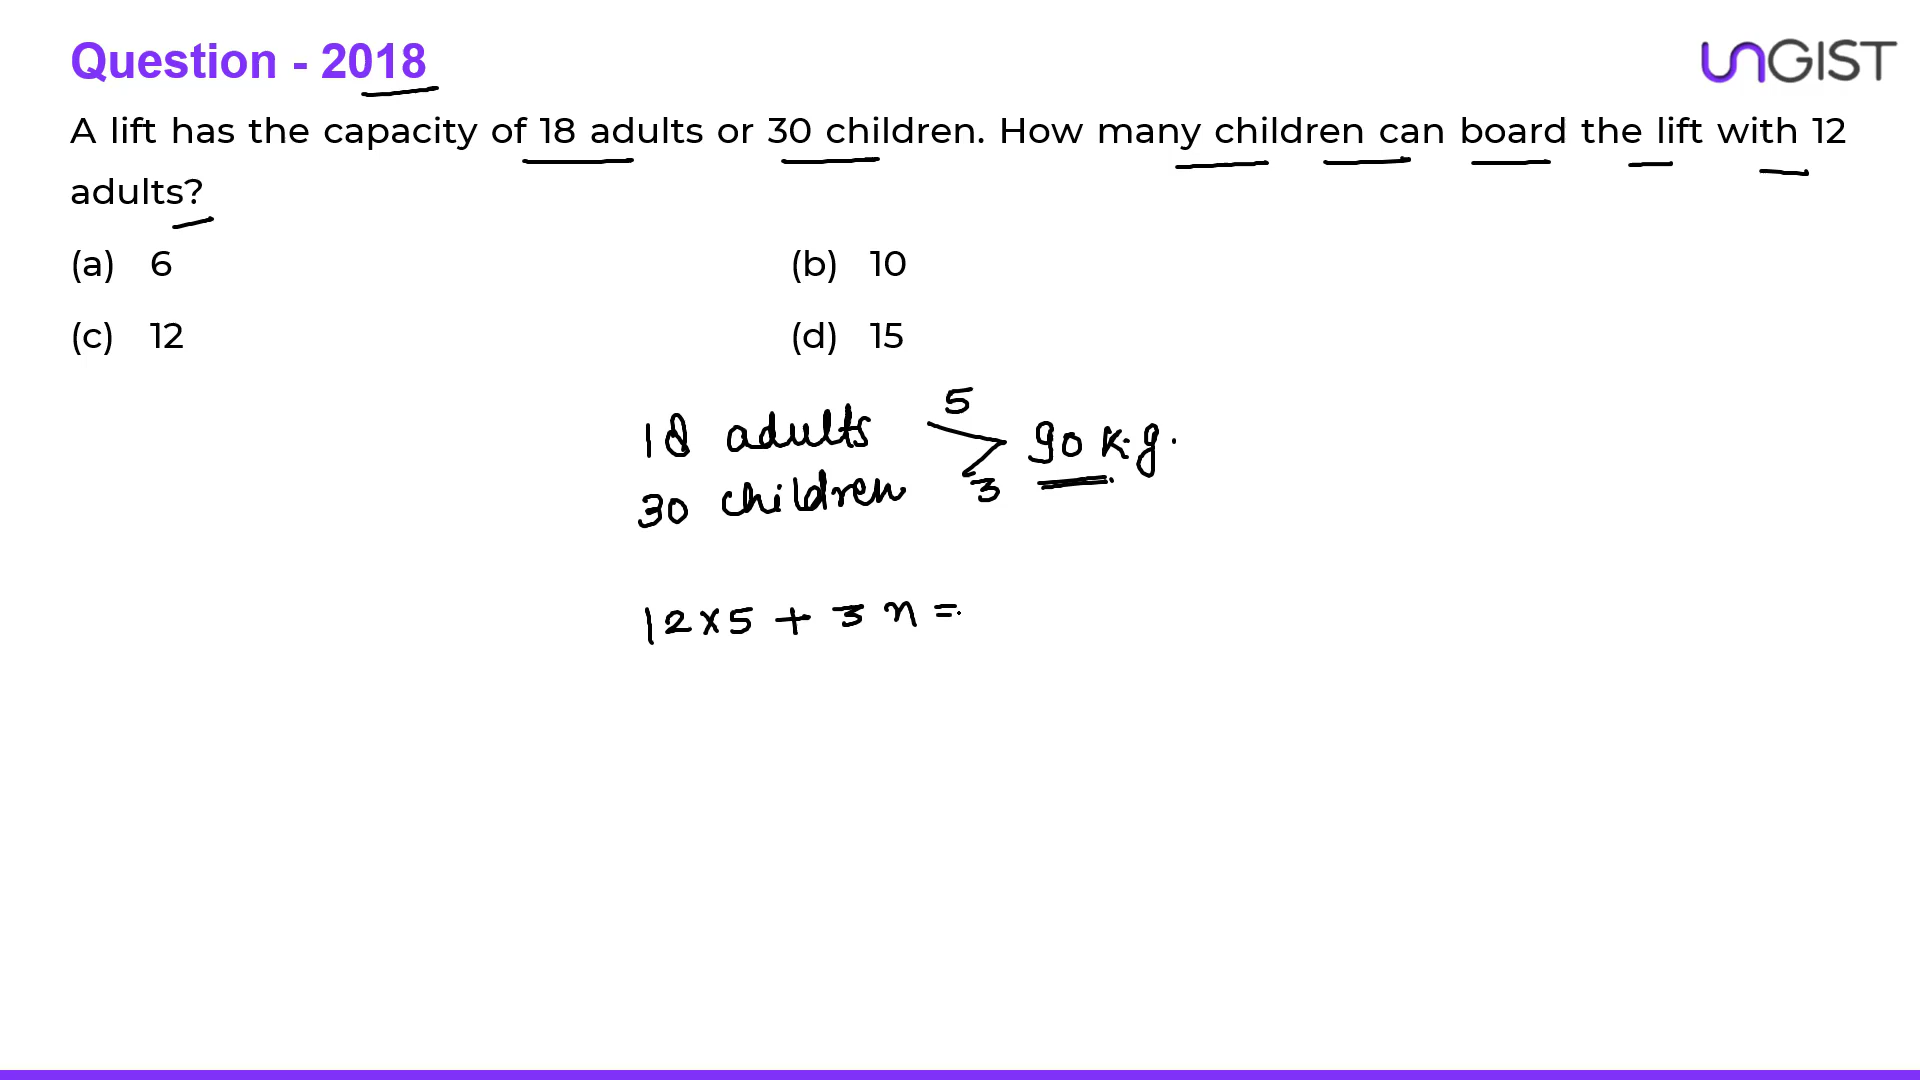 Question - 2018
UNGIST
A lift has the capacity of 18 adults or 30 children. How many children can board the lift with 12
adults?
(a) 6
(b) 10
(c) 12
(d) 15
18 adults 5
90 k.g.
30 children 3
12 x 5 + 3 n =